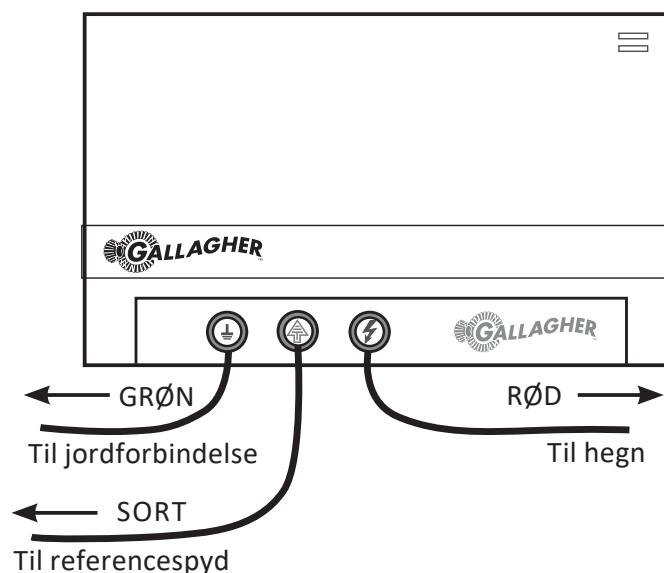 GALLAGHER
GALLAGHER
GRØN
RØD
Til jordforbindelse
Til hegn
SORT
Til referencespyd